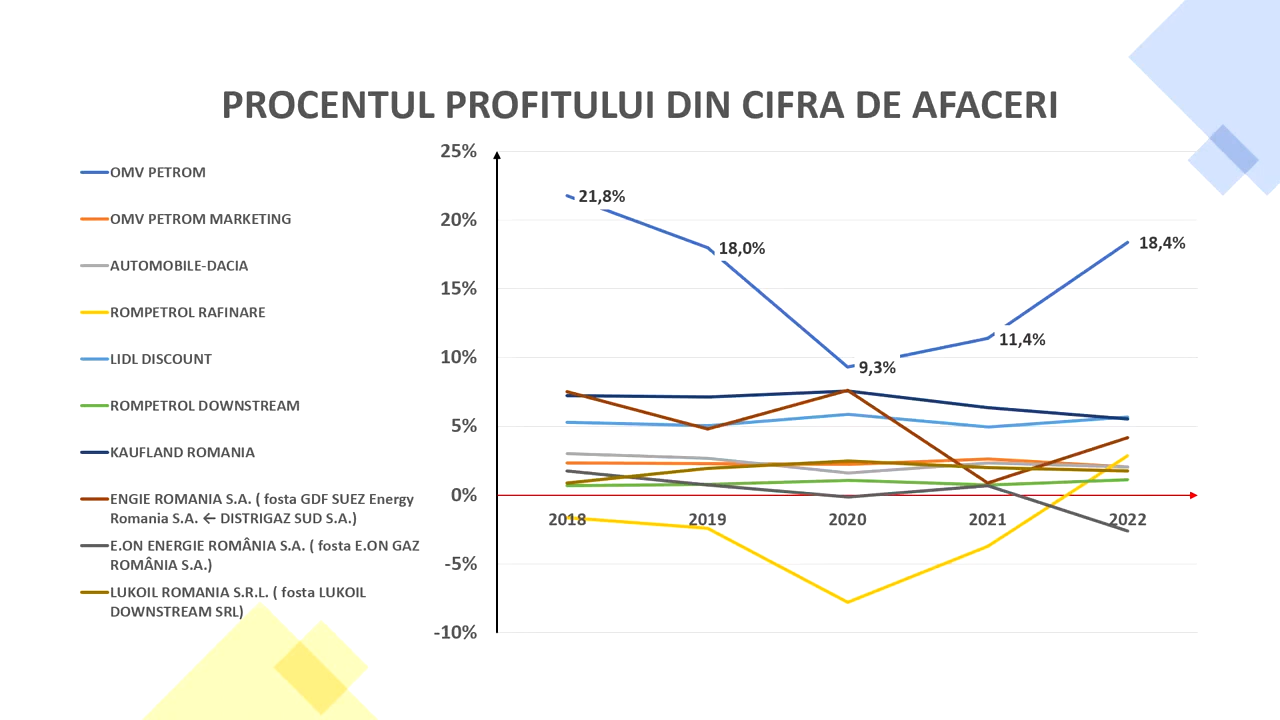 PROCENTUL PROFITULUI DIN CIFRA DE AFACERI
OMV PETROM
OMV PETROM MARKETING
AUTOMOBILE-DACIA
ROMPETROL RAFINARE
LIDL DISCOUNT
ROMPETROL DOWNSTREAM
KAUFLAND ROMANIA
ENGIE ROMANIA S.A. ( fosta GDF SUEZ Energy
Romania S.A. ← DISTRIGAZ SUD S.A.)
E.ON ENERGIE ROMÂNIA S.A. ( fosta E.ON GAZ
ROMÂNIA S.A.)
LUKOIL ROMANIA S.R.L. ( fosta LUKOIL
DOWNSTREAM SRL)
25%
20%
15%
10%
5%
0%
-5%
-10%
21,8%
18,0%
9,3%
11,4%
18,4%
2018
2019
2020
2021
2022